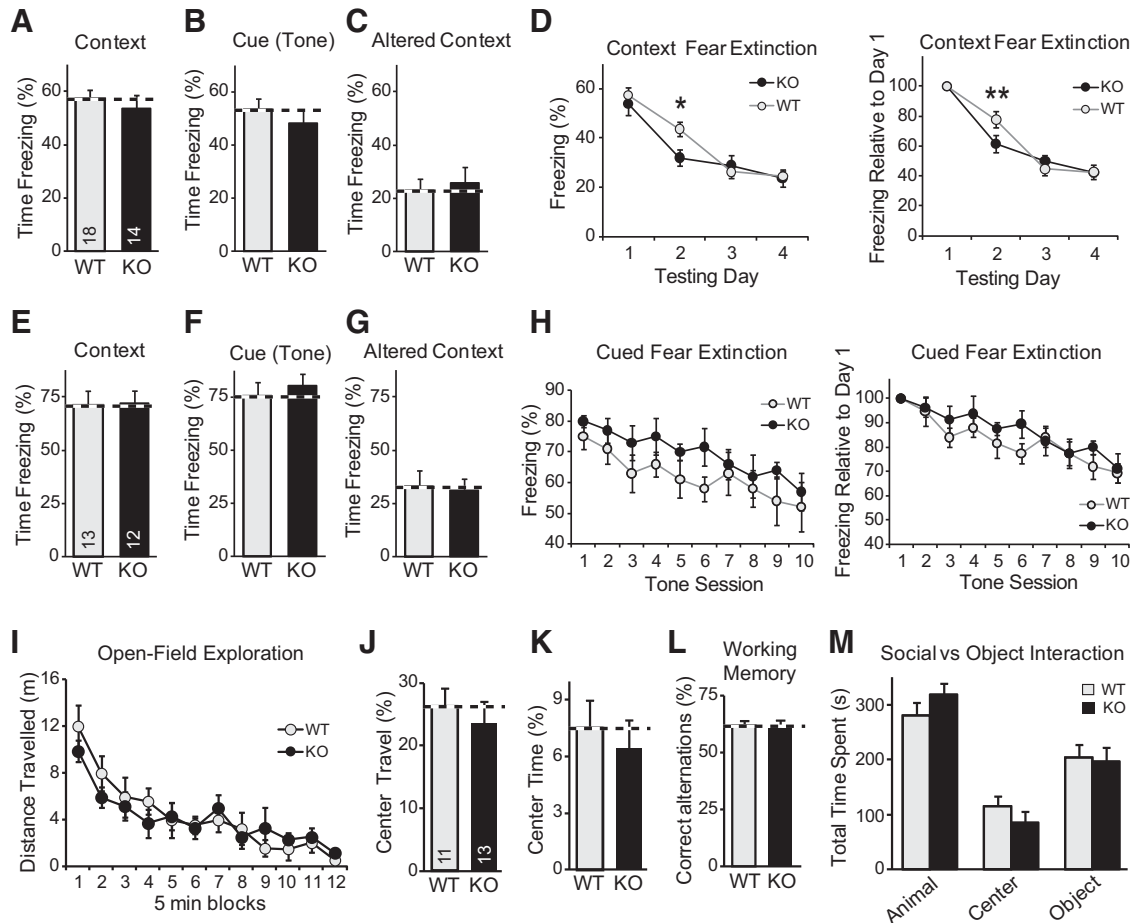 A
Context
Time Freezing (%)
60
40
20
0
18
14
WT KO
B
Cue (Tone)
Time Freezing (%)
60
40
20
0
WT KO
C
Altered Context
Time Freezing (%)
60
40
20
0
WT KO
D
Context Fear Extinction
Freezing (%)
60
40
20
0
*
KO
WT
1 2 3 4
Testing Day
Context Fear Extinction
Freezing Relative to Day 1
100
80
60
40
20
0
**
KO
WT
1 2 3 4
Testing Day
E
Context
Time Freezing (%)
75
50
25
0
13
12
WT KO
F
Cue (Tone)
Time Freezing (%)
75
50
25
0
WT KO
G
Altered Context
Time Freezing (%)
75
50
25
0
WT KO
H
Cued Fear Extinction
Freezing (%)
90
80
70
60
50
40
WT
KO
1 2 3 4 5 6 7 8 9 10
Tone Session
Cued Fear Extinction
Freezing Relative to Day 1
100
90
80
70
60
50
40
WT
KO
1 2 3 4 5 6 7 8 9 10
Tone Session
I
Open-Field Exploration
Distance Travelled (m)
16
12
8
4
0
WT
KO
1 2 3 4 5 6 7 8 9 10 11 12
5 min blocks
J
Center Travel (%)
30
20
10
0
11
13
WT KO
K
Center Time (%)
9
6
3
0
WT KO
L
Working
Memory
Correct alternations (%)
75
50
25
0
WT KO
M
Social vs Object Interaction
Total Time Spent (s)
300
200
100
0
WT
KO
Animal
Center
Object